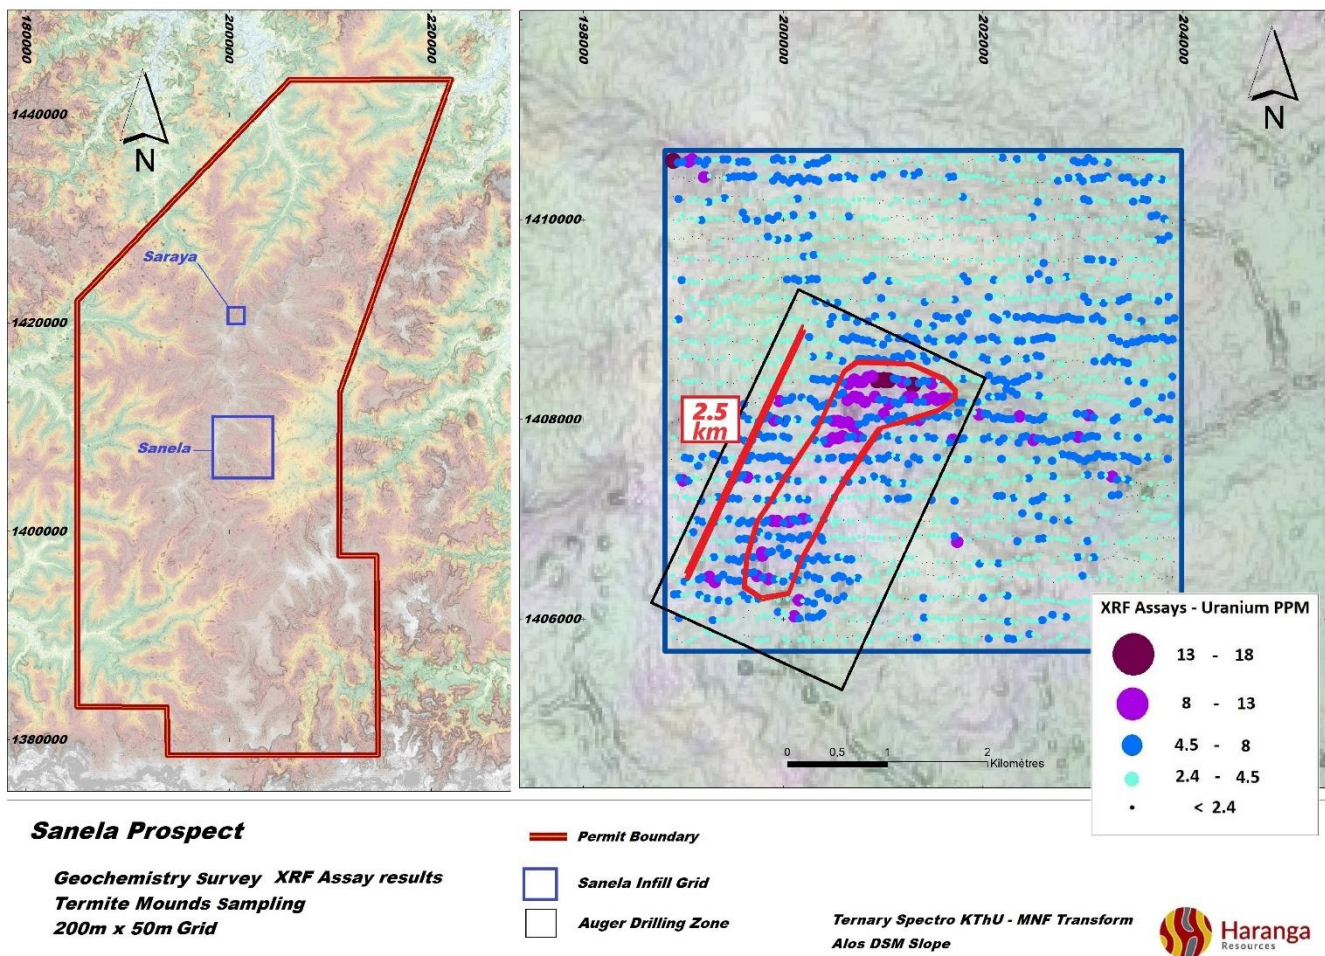 180000
200000
220000
1440000
N
Saraya
1420000
Sanela
1400000
1380000
198000
200000
202000
204000
N
1410000
2.5
km
1408000
1406000
0 0,5 1 2
Kilomètres
XRF Assays - Uranium PPM
13 - 18
8 - 13
4.5 - 8
2.4 - 4.5
< 2.4
Sanela Prospect
Geochemistry Survey XRF Assay results
Termite Mounds Sampling
200m x 50m Grid
Permit Boundary
Sanela Infill Grid
Auger Drilling Zone
Ternary Spectro KThU - MNF Transform
Alos DSM Slope
Haranga
Resources